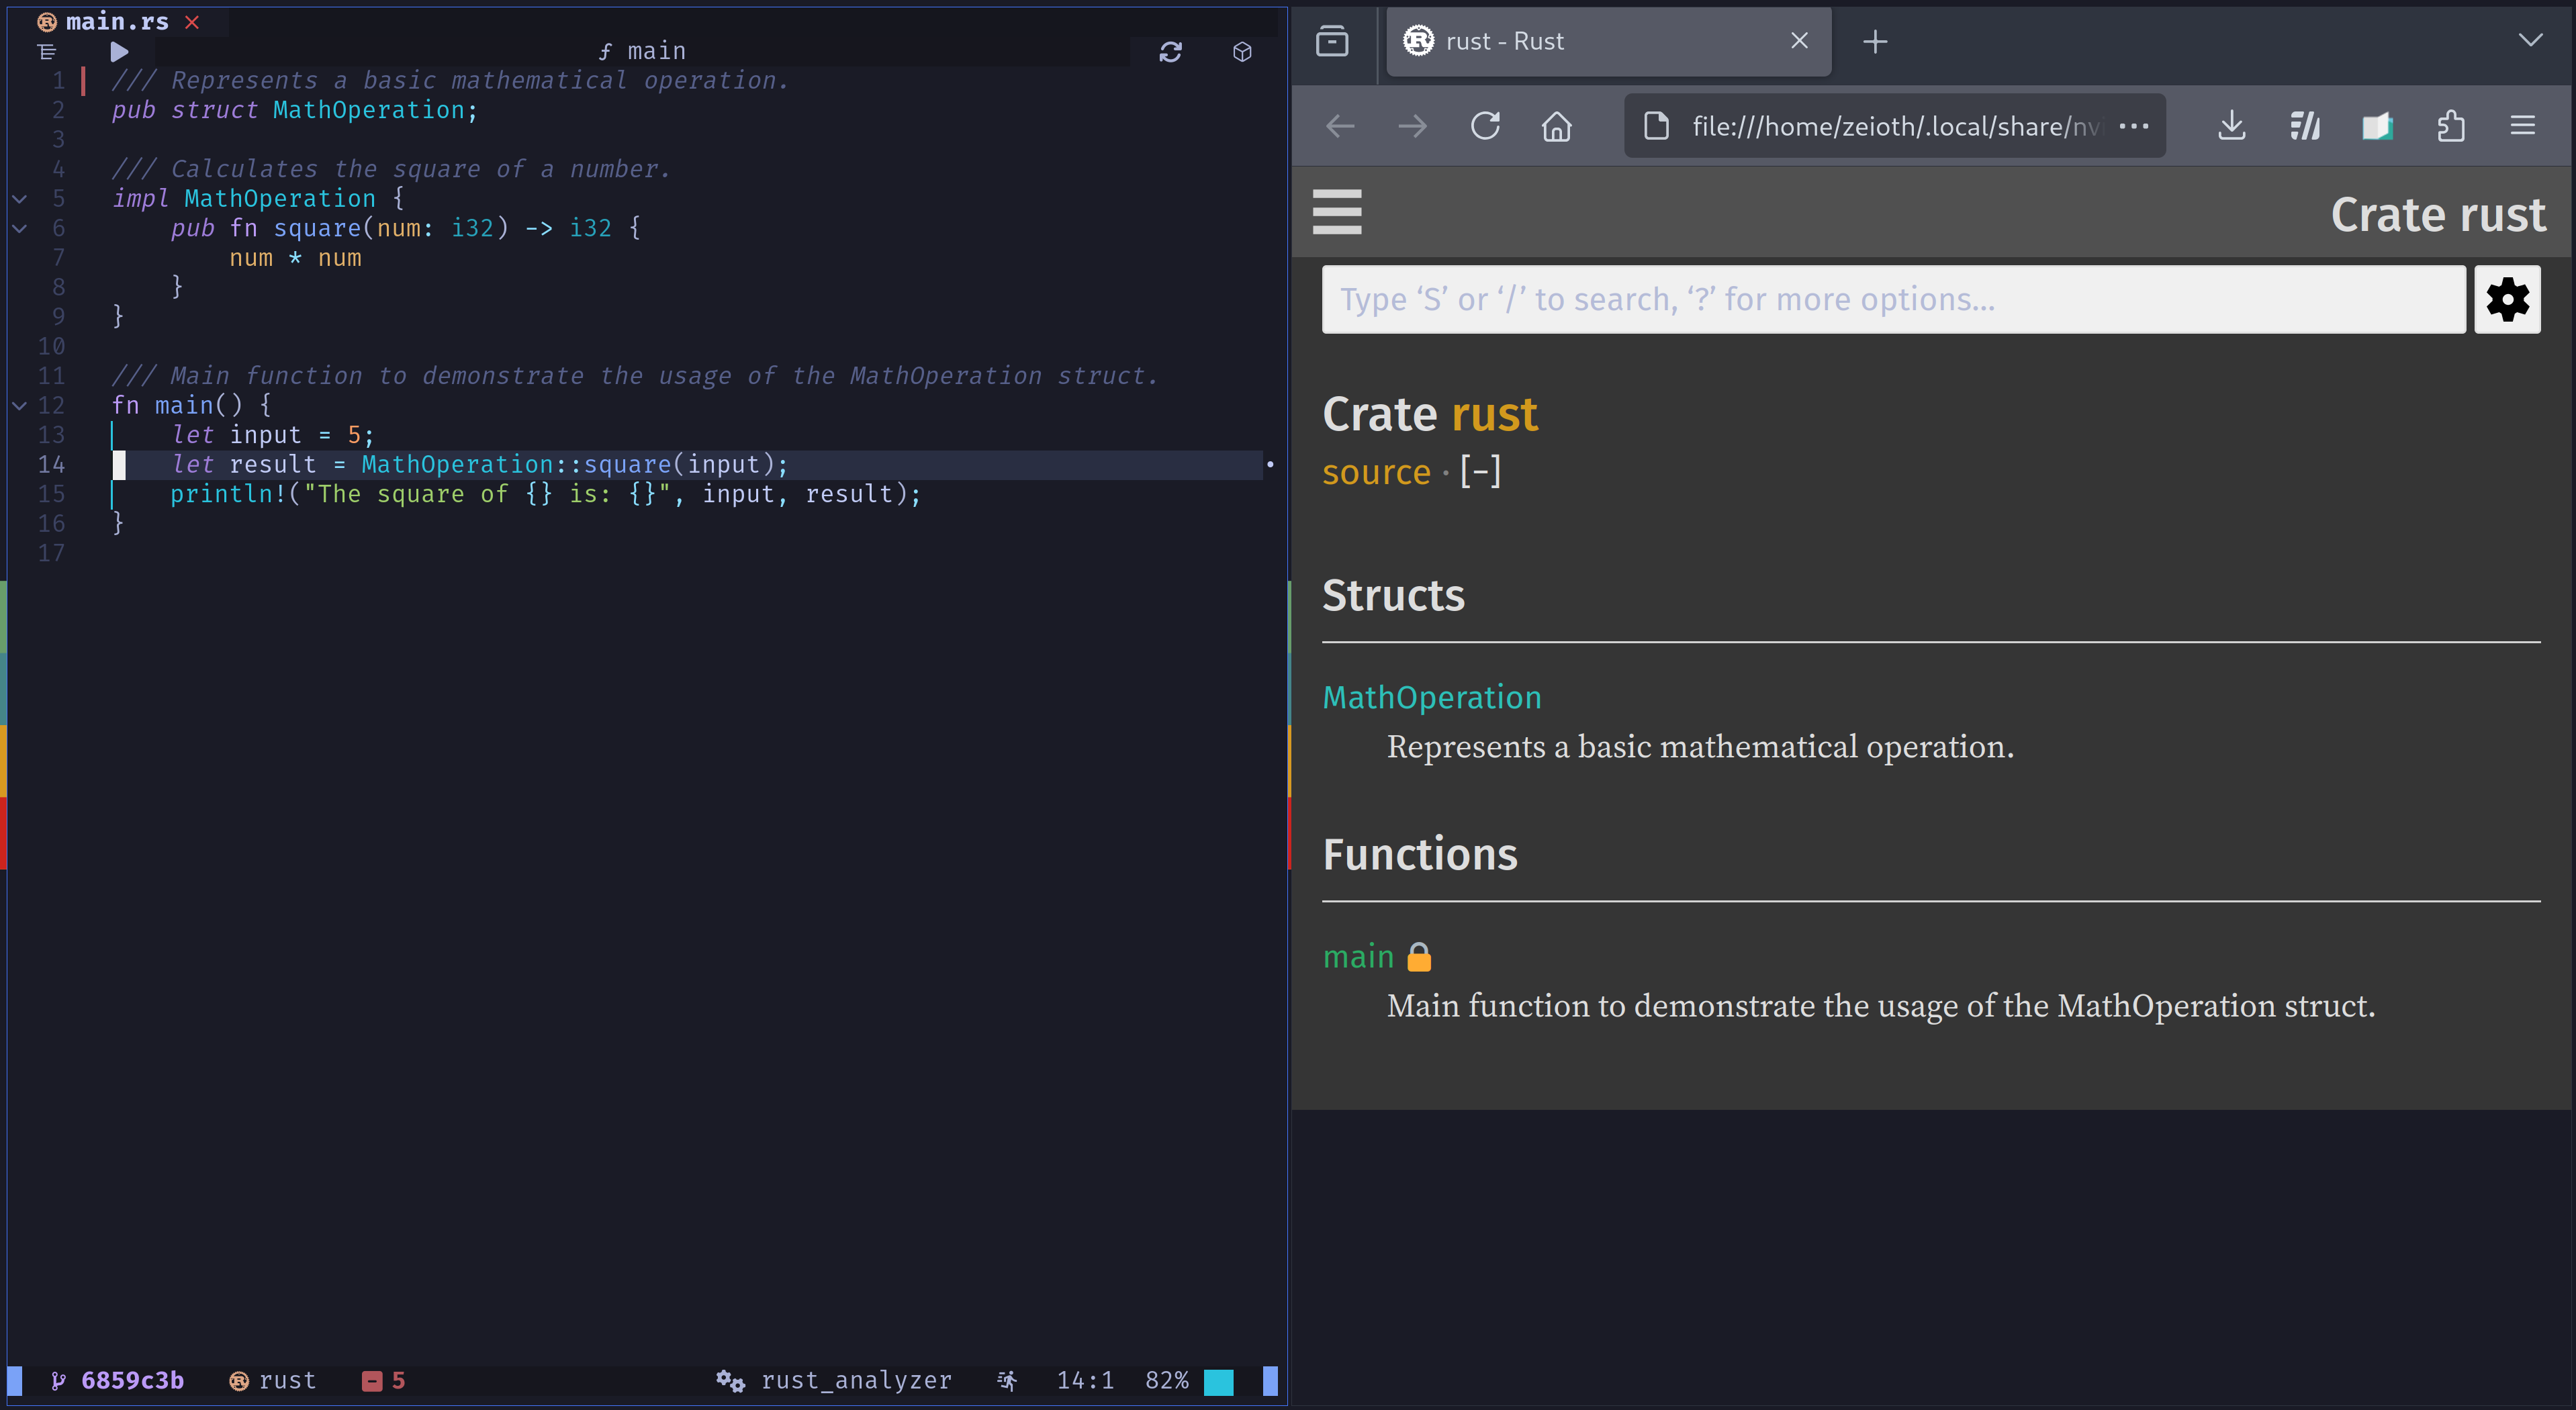 main.rs
main
1 /// Represents a basic mathematical operation.
2 pub struct MathOperation;
3
4 /// Calculates the square of a number.
5 impl MathOperation {
6     pub fn square(num: i32) -> i32 {
7         num * num
8     }
9 }
10
11 /// Main function to demonstrate the usage of the MathOperation struct.
12 fn main() {
13     let input = 5;
14     let result = MathOperation::square(input);
15     println!("The square of {} is: {}", input, result);
16 }
17
6859c3b rust 5 rust_analyzer 14:1 82%
rust - Rust
file:///home/zeioth/.local/share/nv
Crate rust
Type ‘S’ or ‘/’ to search, ‘?’ for more options…
Crate rust
source · [-]
Structs
MathOperation
Represents a basic mathematical operation.
Functions
main
Main function to demonstrate the usage of the MathOperation struct.